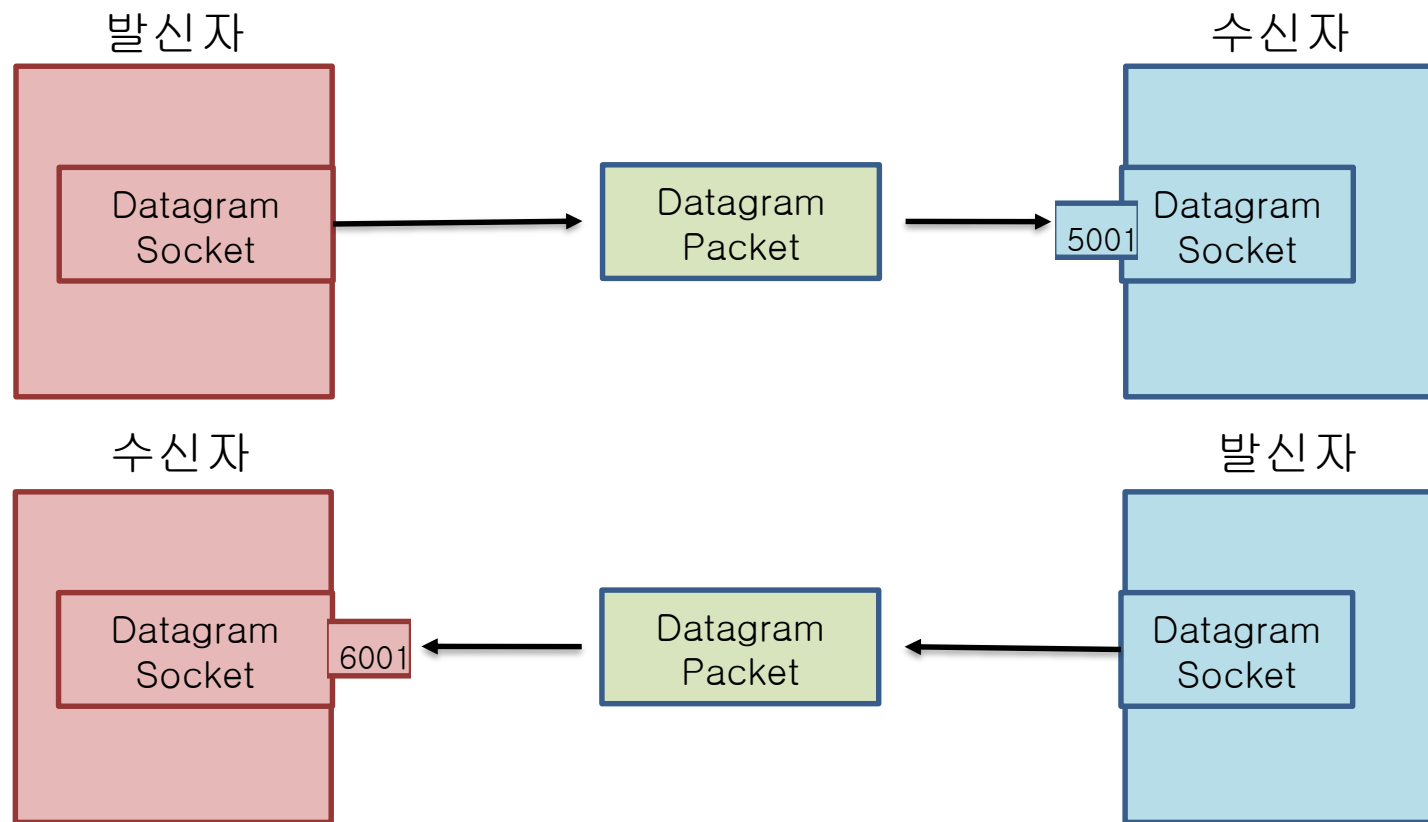 발신자
수신자
Datagram
Socket
Datagram
Packet
5001
Datagram
Socket
수신자
발신자
Datagram
Socket
6001
Datagram
Packet
Datagram
Socket